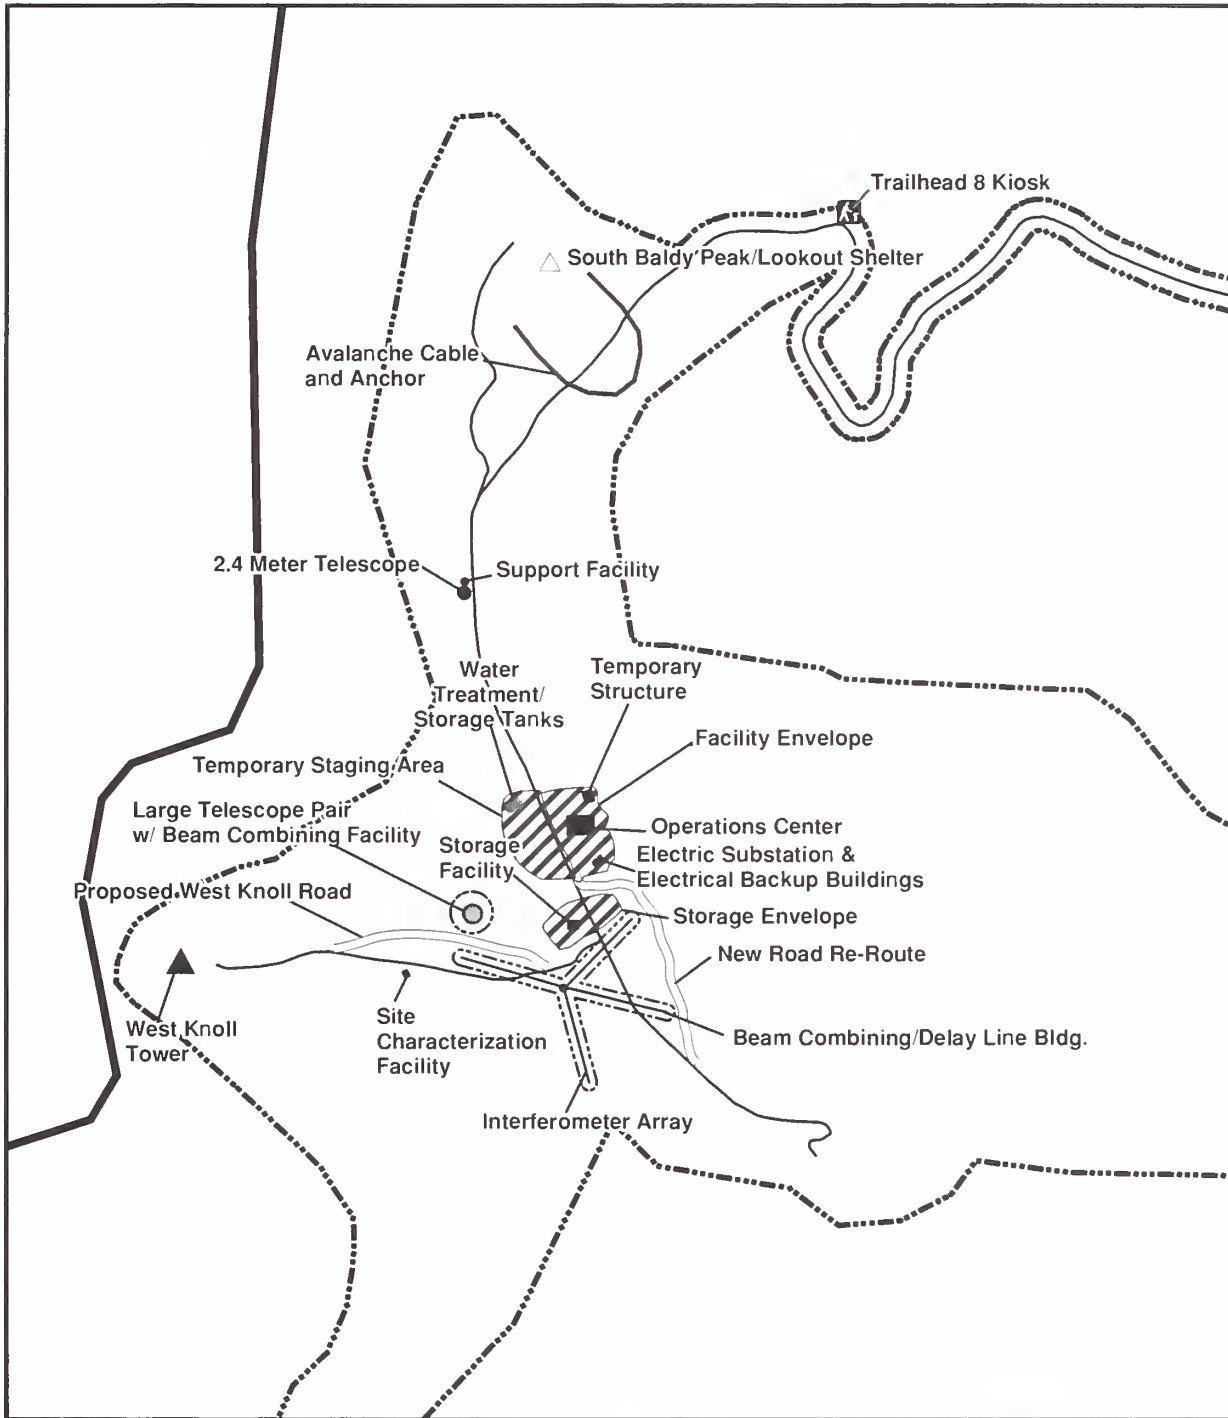 Trailhead 8 Kiosk
South Baldy Peak/Lookout Shelter
Avalanche Cable
and Anchor
2.4 Meter Telescope
Support Facility
Water
Treatment/
Storage Tanks
Temporary
Structure
Facility Envelope
Temporary Staging Area
Large Telescope Pair
w/ Beam Combining Facility
Operations Center
Storage
Facility
Electric Substation &
Electrical Backup Buildings
Proposed West Knoll Road
Storage Envelope
New Road Re-Route
West Knoll
Tower
Site
Characterization
Facility
Beam Combining/Delay Line Bldg.
Interferometer Array